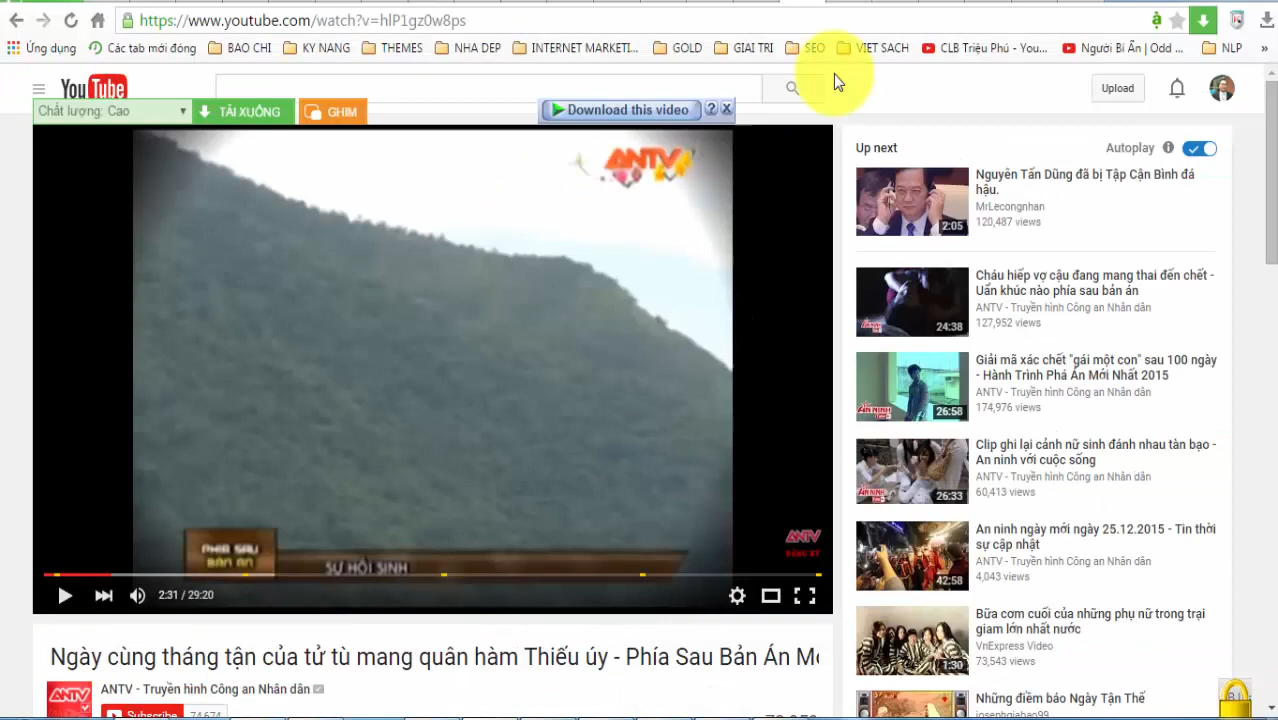 https://www.youtube.com/watch?v=hlP1gz0w8ps
Ứng dụng Các tab mới đóng BAO CHI KY NANG THEMES NHA DEP INTERNET MARKETI... GOLD GIAI TRI SEO VIET SACH CLB Triệu Phú - You... Người Bí Ẩn | Odd ... NLP »
YouTube Upload
Chất lượng: Cao TẢI XUỐNG GHIM Download this video ? X
Up next Autoplay
ANTV
Nguyên Tấn Dũng đã bị Tập Cận Bình đá
hậu.
MrLecongnhan
120,487 views
2:05
Cháu hiếp vợ cậu đang mang thai đến chết -
Uẩn khúc nào phía sau bản án
ANTV - Truyền hình Công an Nhân dân
127,952 views
24:38
Giải mã xác chết "gái một con" sau 100 ngày
- Hành Trình Phá Án Mới Nhất 2015
ANTV - Truyền hình Công an Nhân dân
174,976 views
26:58
Clip ghi lại cảnh nữ sinh đánh nhau tàn bạo -
An ninh với cuộc sống
ANTV - Truyền hình Công an Nhân dân
60,413 views
26:33
An ninh ngày mới ngày 25.12.2015 - Tin thời
sự cập nhật
ANTV - Truyền hình Công an Nhân dân
4,043 views
42:58
Bữa cơm cuối của những phụ nữ trong trại
giam lớn nhất nước
VnExpress Video
73,543 views
1:30
Những điềm báo Ngày Tận Thế
josephgiabao99
PHÍA SAU
BẢN ÁN
SỰ HỒI SINH
ANTV
ĐĂNG KÝ
2:31 / 29:20
Ngày cùng tháng tận của tử tù mang quân hàm Thiếu úy - Phía Sau Bản Án
ANTV ANTV - Truyền hình Công an Nhân dân
Subscribe 74,674